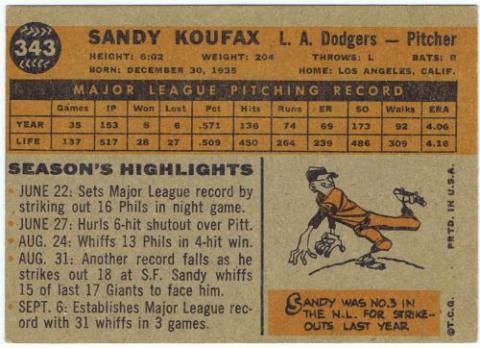 343
SANDY KOUFAX L. A. Dodgers — Pitcher
HEIGHT: 6:02 WEIGHT: 204 THROWS: L BATS: R
BORN: DECEMBER 30, 1935 HOME: LOS ANGELES, CALIF.
MAJOR LEAGUE PITCHING RECORD
Games IP Won Lost Pct. Hits Runs ER SO Walks ERA
YEAR 35 153 8 6 .571 136 74 69 173 92 4.06
LIFE 137 517 28 27 .509 450 264 239 486 309 4.16
SEASON'S HIGHLIGHTS
• JUNE 22: Sets Major League record by
striking out 16 Phils in night game.
• JUNE 27: Hurls 6-hit shutout over Pitt.
• AUG. 24: Whiffs 13 Phils in 4-hit win.
• AUG. 31: Another record falls as he
strikes out 18 at S.F. Sandy whiffs
15 of last 17 Giants to face him.
• SEPT. 6: Establishes Major League rec-
ord with 31 whiffs in 3 games.
SANDY WAS NO. 3 IN
THE N.L. FOR STRIKE-
OUTS LAST YEAR
©T.C.G. PRTD. IN U.S.A.